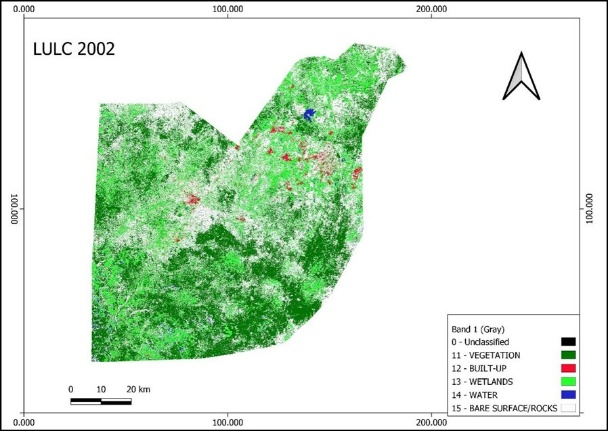 0.000 100.000 200.000
LULC 2002
100.000 100.000
Band 1 (Gray)
0 - Unclassified
11 - VEGETATION
12 - BUILT-UP
13 - WETLANDS
14 - WATER
15 - BARE SURFACE/ROCKS
0 10 20 km
0.000 100.000 200.000